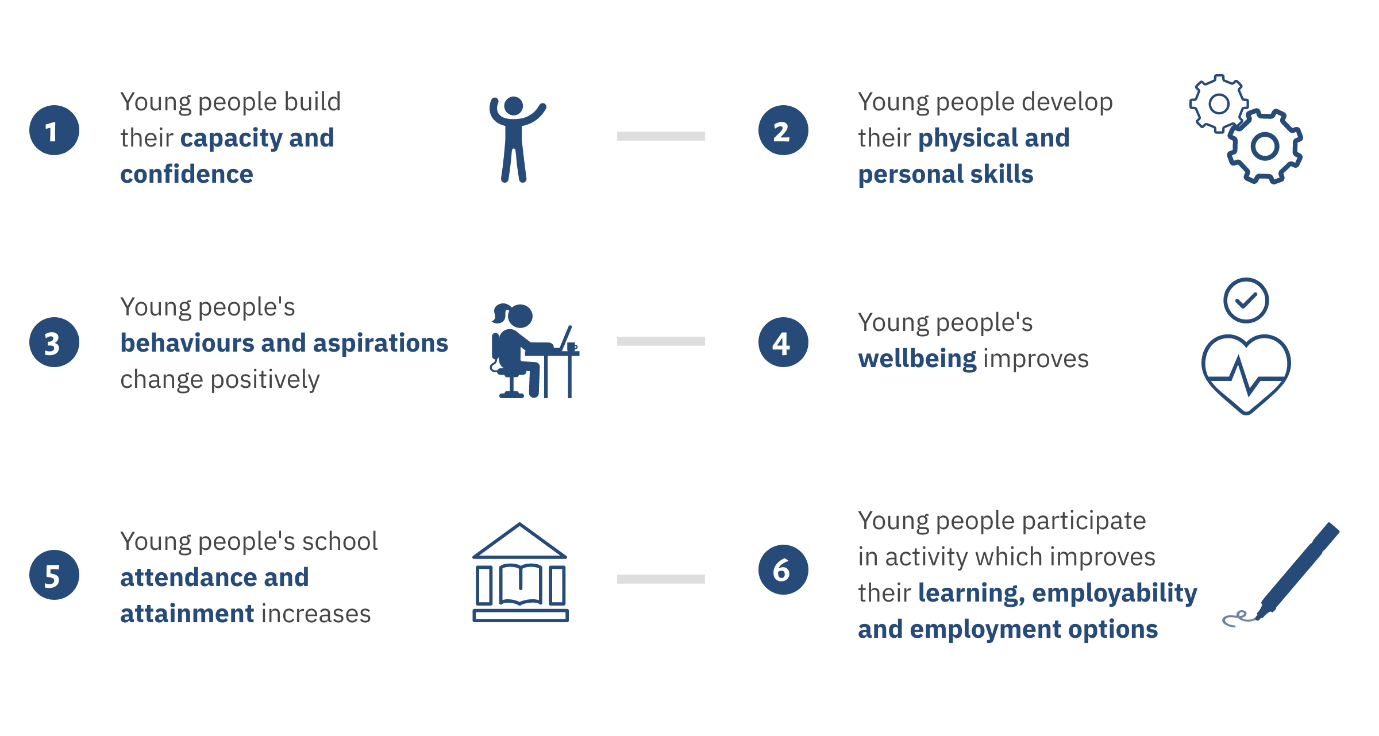 1
Young people build
their capacity and
confidence
2
Young people develop
their physical and
personal skills
3
Young people's
behaviours and aspirations
change positively
4
Young people's
wellbeing improves
5
Young people's school
attendance and
attainment increases
6
Young people participate
in activity which improves
their learning, employability
and employment options